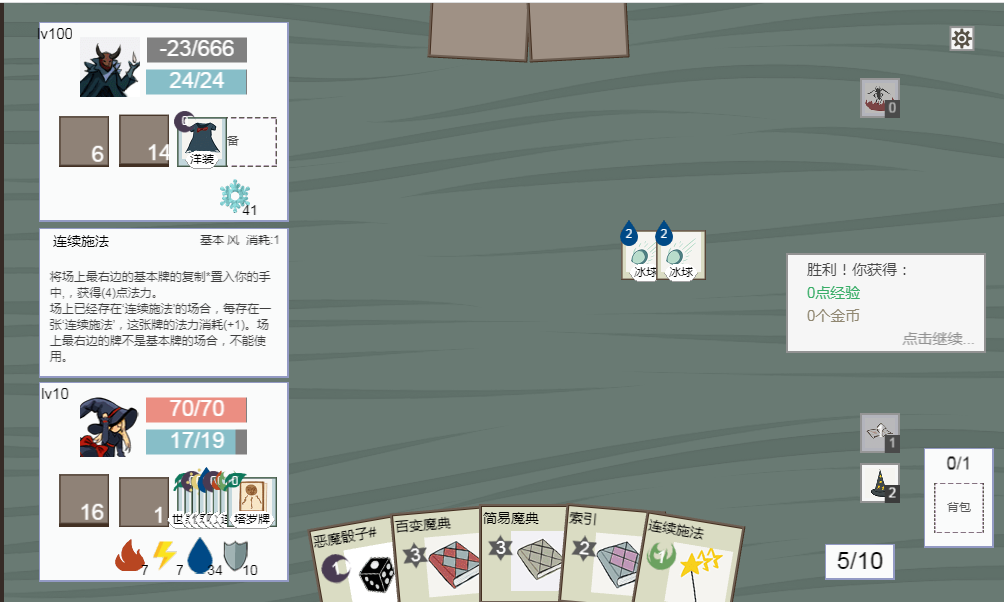 lv100
-23/666
24/24
6
14
备
洋装
41
连续施法
基本 风 消耗:1
将场上最右边的基本牌的复制*置入你的手
中,，获得(4)点法力。
场上已经存在'连续施法'的场合，每存在一
张'连续施法'，这张牌的法力消耗(+1)。场
上最右边的牌不是基本牌的场合，不能使
用。
lv10
70/70
17/19
16
1
塔罗牌
7
7
34
10
0
2
2
冰球
冰球
胜利！你获得：
0点经验
0个金币
点击继续...
1
2
0/1
背包
5/10
恶魔骰子#
1
百变魔典
3
简易魔典
3
索引
2
连续施法
1